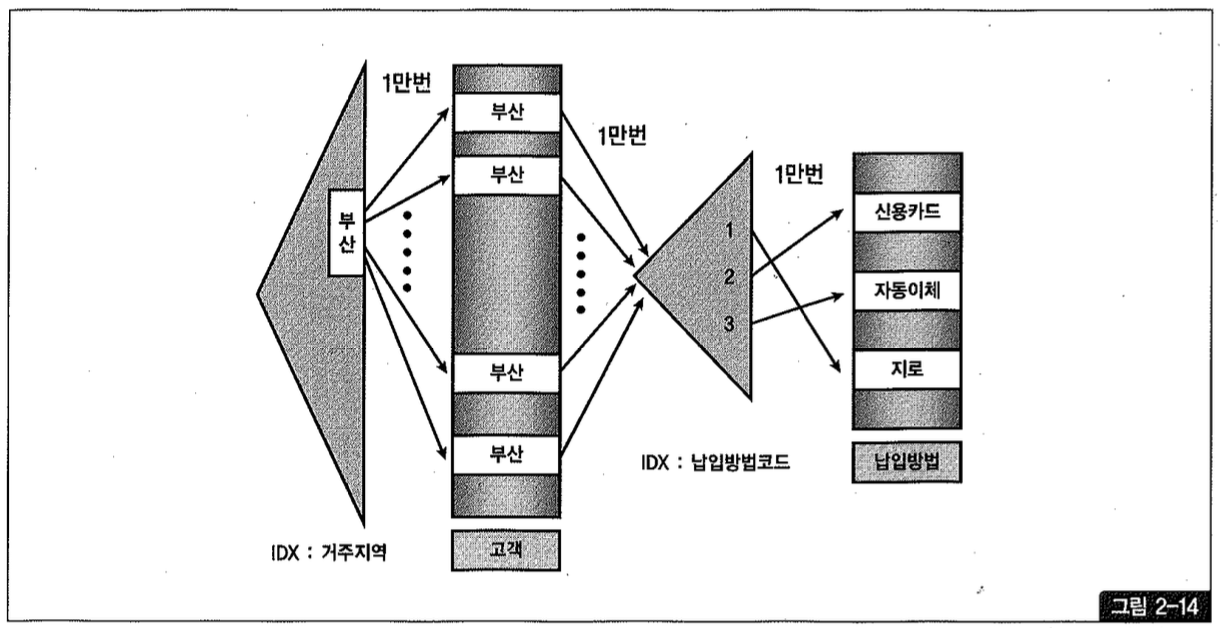 1만번
부산
1만번
부산
1만번
부
산
1
신용카드
2
자동이체
3
부산
지로
부산
IDX : 납입방법코드
납입방법
IDX : 거주지역
고객
그림 2-14